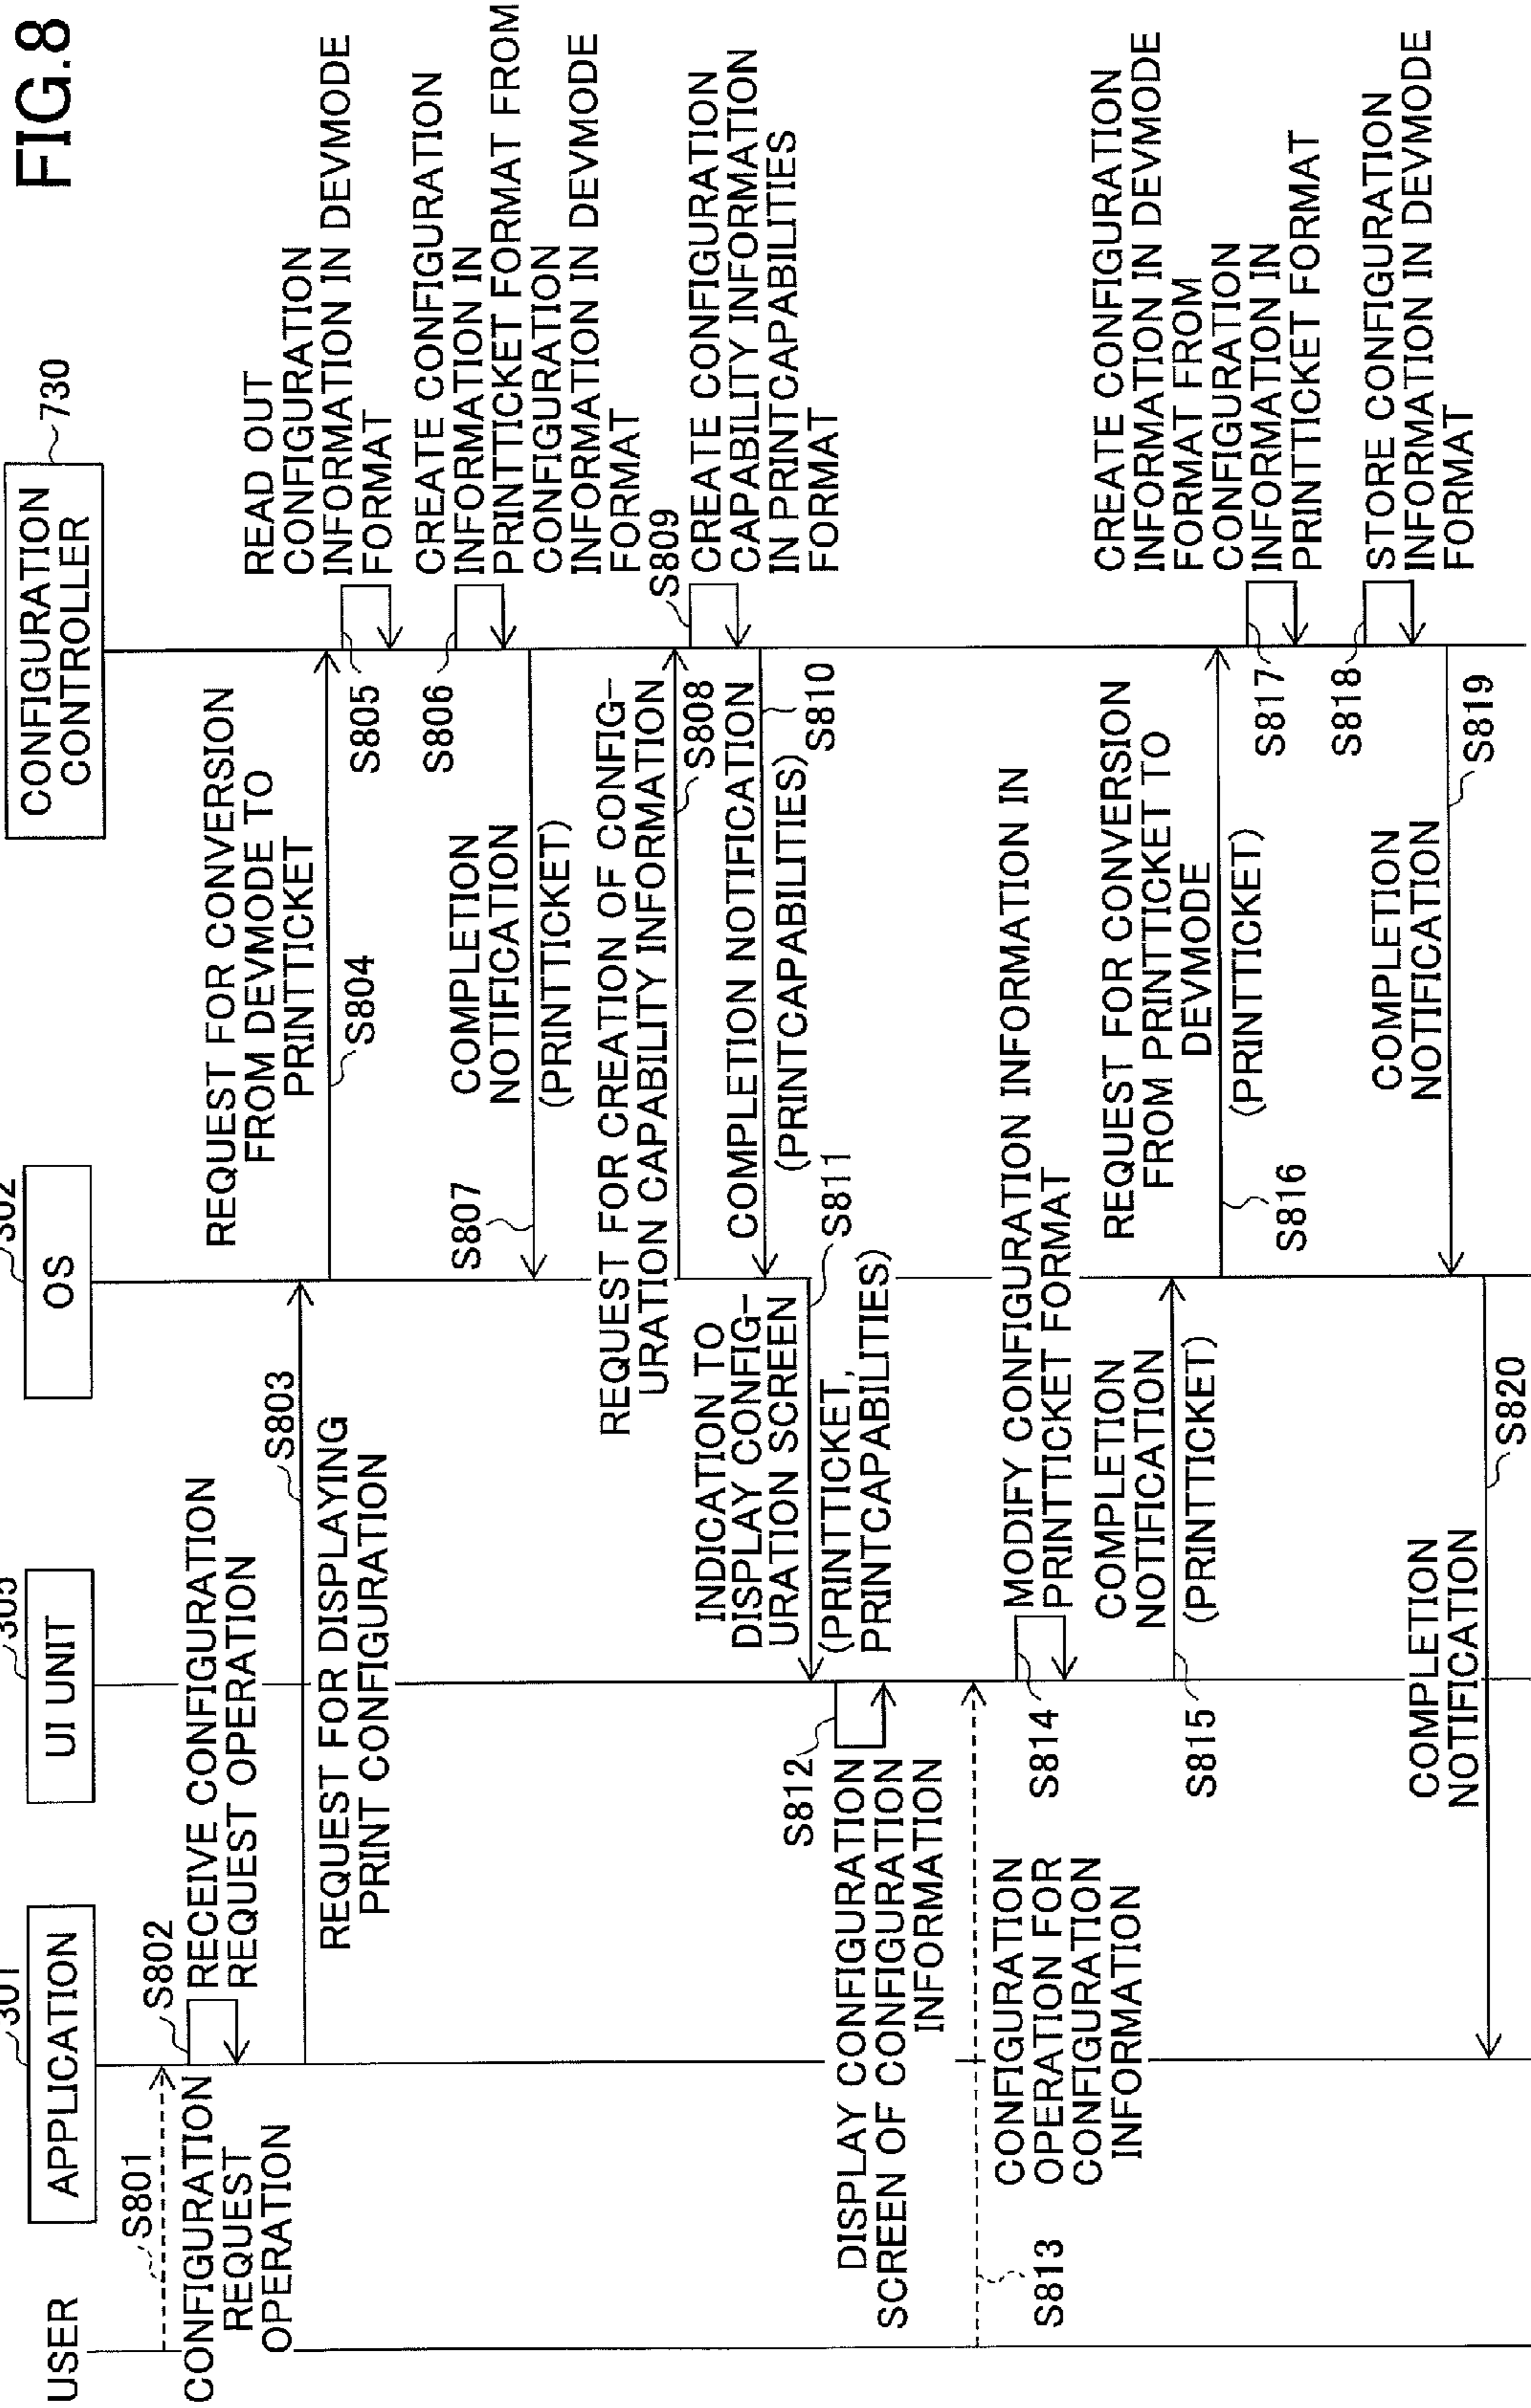 FIG.8
USER
301
APPLICATION
305
UI UNIT
302
OS
730
CONFIGURATION
CONTROLLER
S801
CONFIGURATION
REQUEST
OPERATION
S802
RECEIVE CONFIGURATION
REQUEST OPERATION
S803
REQUEST FOR DISPLAYING
PRINT CONFIGURATION
REQUEST FOR CONVERSION
FROM DEVMODE TO
PRINTTICKET
S804
READ OUT
CONFIGURATION
INFORMATION IN DEVMODE
FORMAT
S805
CREATE CONFIGURATION
INFORMATION IN
PRINTTICKET FORMAT FROM
CONFIGURATION
INFORMATION IN DEVMODE
FORMAT
S806
COMPLETION
NOTIFICATION
(PRINTTICKET)
S807
REQUEST FOR CREATION OF CONFIG-
URATION CAPABILITY INFORMATION
S808
S809
CREATE CONFIGURATION
CAPABILITY INFORMATION
IN PRINTCAPABILITIES
FORMAT
COMPLETION NOTIFICATION
(PRINTCAPABILITIES)
S810
INDICATION TO
DISPLAY CONFIG-
URATION SCREEN
(PRINTTICKET,
PRINTCAPABILITIES)
S811
S812
DISPLAY CONFIGURATION
SCREEN OF CONFIGURATION
INFORMATION
S813
CONFIGURATION
OPERATION FOR
CONFIGURATION
INFORMATION
S814
MODIFY CONFIGURATION INFORMATION IN
PRINTTICKET FORMAT
COMPLETION
NOTIFICATION
(PRINTTICKET)
S815
REQUEST FOR CONVERSION
FROM PRINTTICKET TO
DEVMODE
(PRINTTICKET)
S816
CREATE CONFIGURATION
INFORMATION IN DEVMODE
FORMAT FROM
CONFIGURATION
INFORMATION IN
PRINTTICKET FORMAT
S817
STORE CONFIGURATION
INFORMATION IN DEVMODE
FORMAT
S818
COMPLETION
NOTIFICATION
S819
COMPLETION
NOTIFICATION
S820